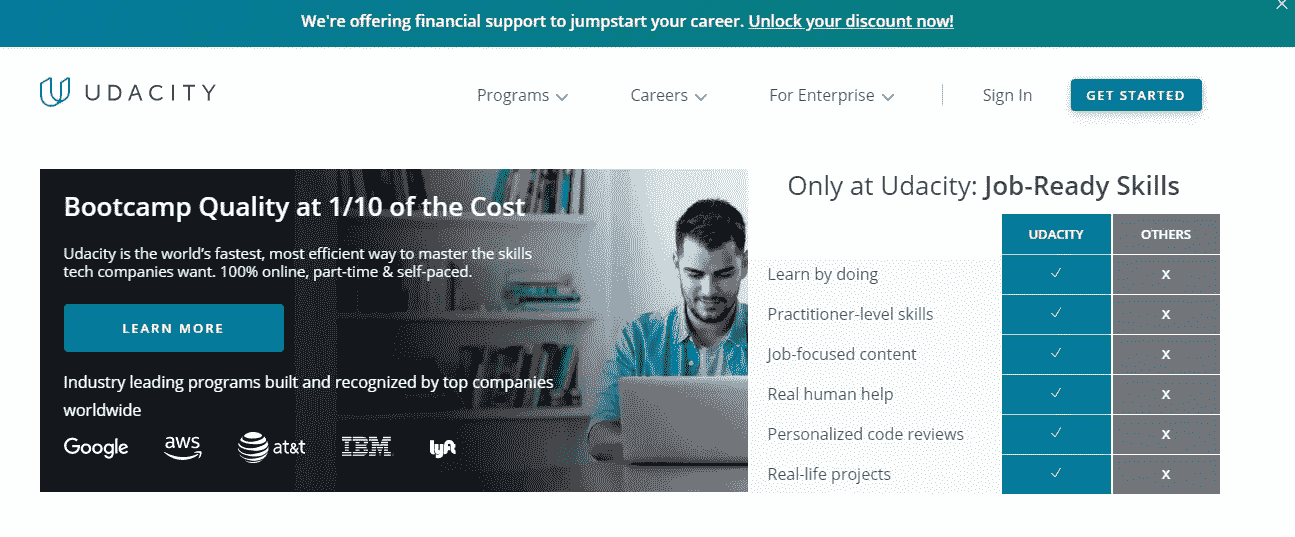 We're offering financial support to jumpstart your career. Unlock your discount now!
UDACITY
Programs
Careers
For Enterprise
Sign In
GET STARTED
Bootcamp Quality at 1/10 of the Cost
Udacity is the world's fastest, most efficient way to master the skills
tech companies want. 100% online, part-time & self-paced.
LEARN MORE
Industry leading programs built and recognized by top companies
worldwide
Google aws at&t IBM lyft
Only at Udacity: Job-Ready Skills
UDACITY OTHERS
Learn by doing ✓ x
Practitioner-level skills ✓ x
Job-focused content ✓ x
Real human help ✓ x
Personalized code reviews ✓ x
Real-life projects ✓ x